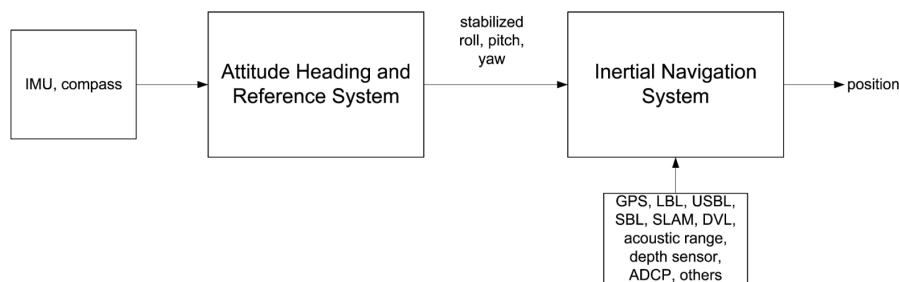 IMU, compass
Attitude Heading and
Reference System
stabilized
roll, pitch,
yaw
Inertial Navigation
System
position
GPS, LBL, USBL,
SBL, SLAM, DVL,
acoustic range,
depth sensor,
ADCP, others